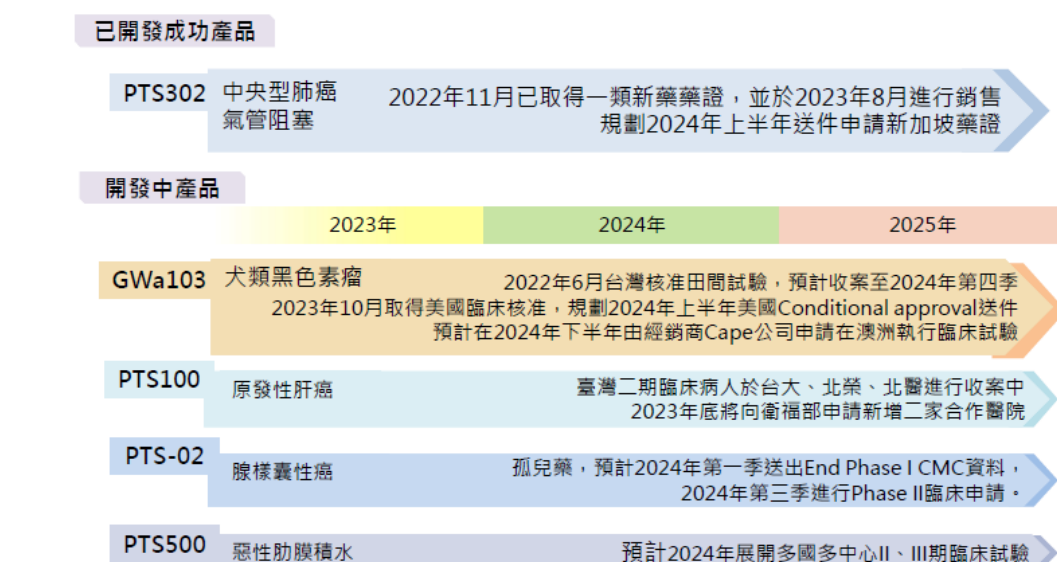 已開發成功產品
PTS302 中央型肺癌
氣管阻塞
2022年11月已取得一類新藥藥證，並於2023年8月進行銷售
規劃2024年上半年送件申請新加坡藥證
開發中產品
2023年 2024年 2025年
GWa103 犬類黑色素瘤
2022年6月台灣核准田間試驗，預計收案至2024年第四季
2023年10月取得美國臨床核准，規劃2024年上半年美國Conditional approval送件
預計在2024年下半年由經銷商Cape公司申請在澳洲執行臨床試驗
PTS100 原發性肝癌
臺灣二期臨床病人於台大、北榮、北醫進行收案中
2023年底將向衛福部申請新增二家合作醫院
PTS-02 腺樣囊性癌
孤兒藥，預計2024年第一季送出End Phase I CMC資料，
2024年第三季進行Phase II臨床申請。
PTS500 惡性肋膜積水
預計2024年展開多國多中心II、III期臨床試驗